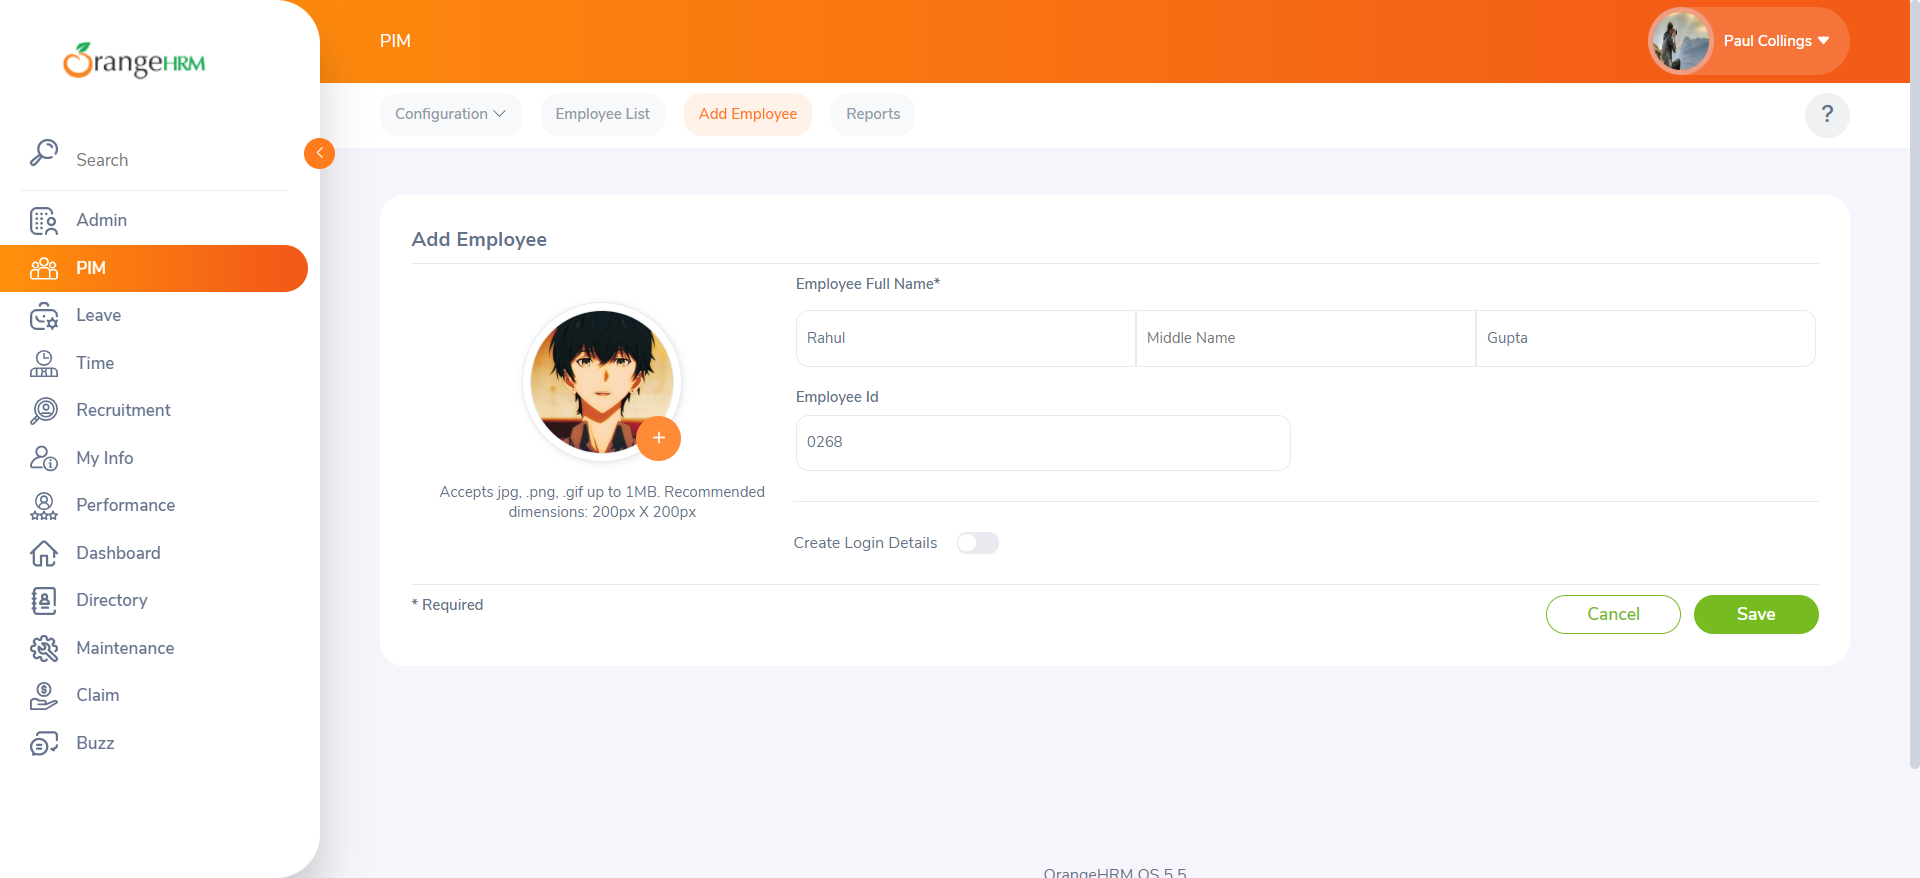 OrangeHRM
PIM
Paul Collings
Configuration
Employee List
Add Employee
Reports
?
Search
Admin
PIM
Leave
Time
Recruitment
My Info
Performance
Dashboard
Directory
Maintenance
Claim
Buzz
Add Employee
Employee Full Name*
Rahul
Middle Name
Gupta
Employee Id
0268
+
Accepts jpg, .png, .gif up to 1MB. Recommended
dimensions: 200px X 200px
Create Login Details
* Required
Cancel
Save
OrangeHRM OS 5.5